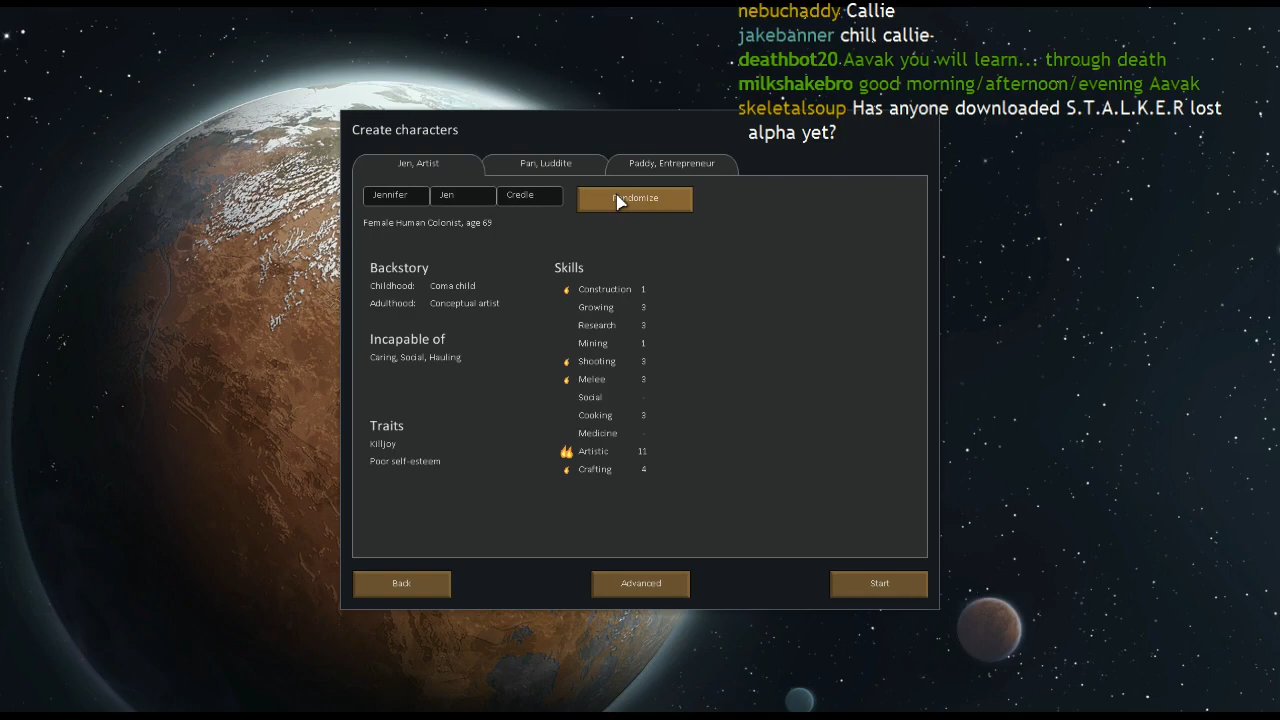 nebuchaddy Callie
jakebanner chill callie-
deathbot20 Aavak you will learn... through death
milkshakebro good morning/afternoon/evening Aavak
skeletalsoup Has anyone downloaded S.T.A.L.K.E.R lost
alpha yet?
Create characters
Jen, Artist
Pan, Luddite
Paddy, Entrepreneur
Jennifer
Jen
Credle
Randomize
Female Human Colonist, age 69
Backstory
Childhood: Coma child
Adulthood: Conceptual artist
Incapable of
Caring, Social, Hauling
Traits
Killjoy
Poor self-esteem
Skills
Construction 1
Growing 3
Research 3
Mining 1
Shooting 3
Melee 3
Social -
Cooking 3
Medicine -
Artistic 11
Crafting 4
Back
Advanced
Start